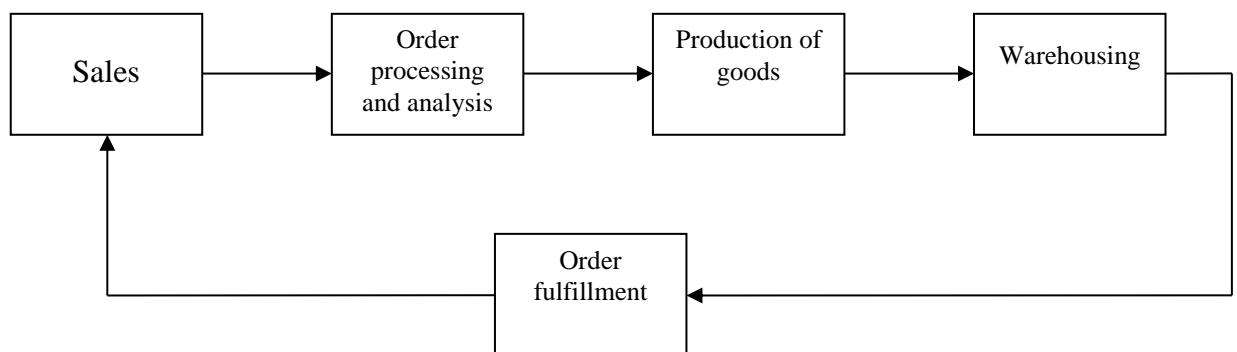 Sales
Order
processing
and analysis
Production of
goods
Warehousing
Order
fulfillment